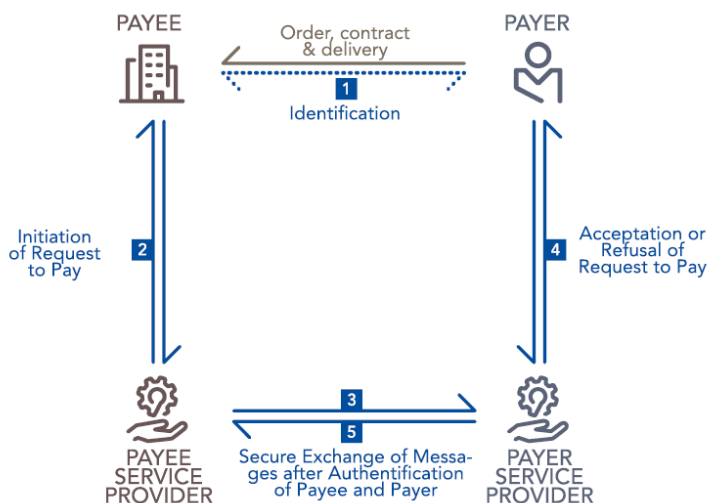 PAYEE
PAYER
Order, contract
& delivery
1
Identification
Initiation
of Request
to Pay
2
4
Acceptation or
Refusal of
Request to Pay
3
5
PAYEE
SERVICE
PROVIDER
Secure Exchange of Messa-
ges after Authentification
of Payee and Payer
PAYER
SERVICE
PROVIDER